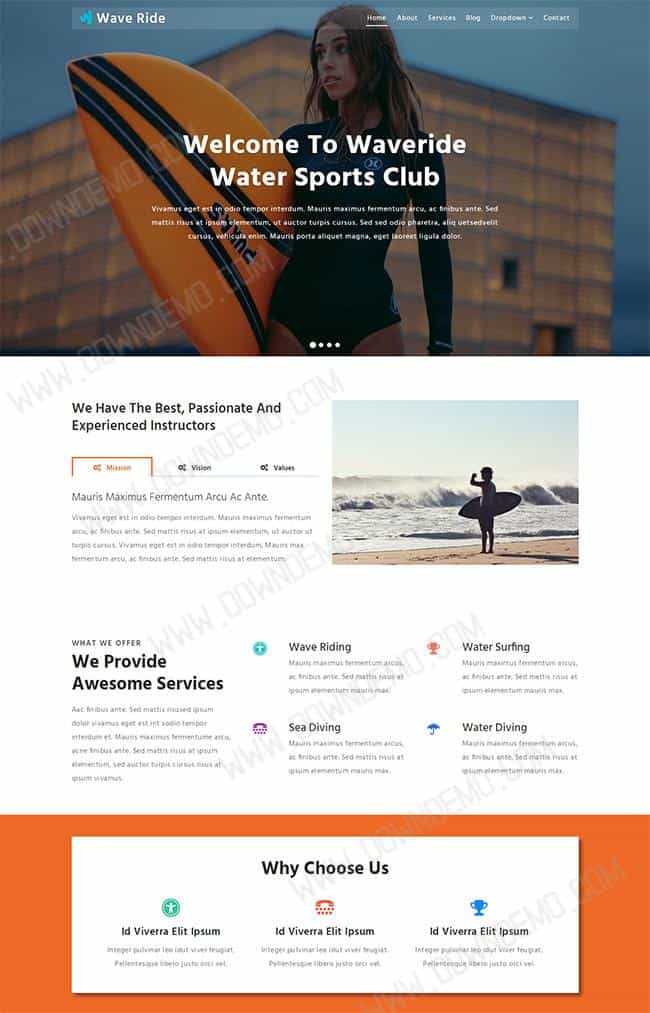 Wave Ride
Home About Services Blog Dropdown Contact
Welcome To Waveride
Water Sports Club
Vivamus eget est in odio tempor interdum. Mauris maximus fermentum arcu, ac finibus ante. Sed
mattis risus at ipsum elementum, ut auctor turpis cursus. Sed sed odio pharetra, aliq uetsedvelit
cursus, vehicula enim. Mauris porta aliquet magna, eget laoreet ligula dolor.
We Have The Best, Passionate And
Experienced Instructors
Mission Vision Values
Mauris Maximus Fermentum Arcu Ac Ante.
Vivamus eget est in odio tempor interdum. Mauris maximus fermentum
arcu, ac finibus ante. Sed mattis risus at ipsum elementum, ut auctor ut
turpis cursus. Vivamus eget est in odio tempor interdum. Mauris max
fermentum arcu, ac finibus ante. Sed mattis risus at elementum;
WHAT WE OFFER
We Provide
Awesome Services
Aac finibus ante. Sed mattis risused ipsum
dolor vivamus eget est int sodio tempor
interdum et. Mauris maximus fermentume arcu,
acne finibus ante. Sed mattis risus at ipsum
elementum, sed auctor turpis cursus risus at
ipsum vivamus.
Wave Riding
Mauris maximus fermentum arcus,
ac finibus ante. Sed mattis risus at
ipsum elementum mauris max.
Water Surfing
Mauris maximus fermentum arcus,
ac finibus ante. Sed mattis risus at
ipsum elementum mauris max.
Sea Diving
Mauris maximus fermentum arcus,
ac finibus ante. Sed mattis risus at
ipsum elementum mauris max.
Water Diving
Mauris maximus fermentum arcus,
ac finibus ante. Sed mattis risus at
ipsum elementum mauris max.
Why Choose Us
Id Viverra Elit Ipsum
Integer pulvinar leo idut viver feugiat.
Pellentesque libero justo orci vel.
Id Viverra Elit Ipsum
Integer pulvinar leo idut viver feugiat.
Pellentesque libero justo orci vel.
Id Viverra Elit Ipsum
Integer pulvinar leo idut viver feugiat.
Pellentesque libero justo orci vel.
WWW.DOWNDEMO.COM
WWW.DOWNDEMO.COM
WWW.DOWNDEMO.COM
WWW.DOWNDEMO.COM
WWW.DOWNDEMO.COM